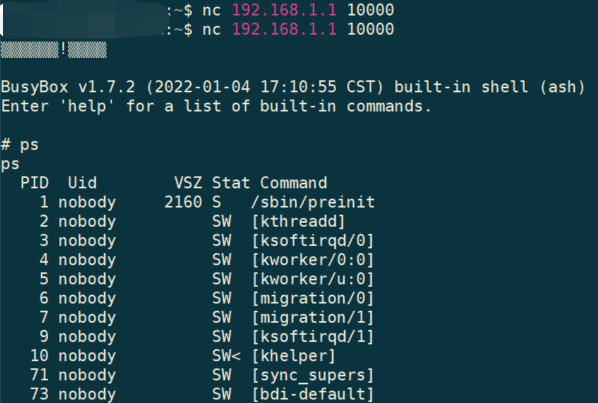 :~$ nc 192.168.1.1 10000
:~$ nc 192.168.1.1 10000
▒▒▒▒▒▒!▒▒▒▒
BusyBox v1.7.2 (2022-01-04 17:10:55 CST) built-in shell (ash)
Enter 'help' for a list of built-in commands.
# ps
ps
PID Uid VSZ Stat Command
1 nobody 2160 S /sbin/preinit
2 nobody SW [kthreadd]
3 nobody SW [ksoftirqd/0]
4 nobody SW [kworker/0:0]
5 nobody SW [kworker/u:0]
6 nobody SW [migration/0]
7 nobody SW [migration/1]
9 nobody SW [ksoftirqd/1]
10 nobody SW< [khelper]
71 nobody SW [sync_supers]
73 nobody SW [bdi-default]